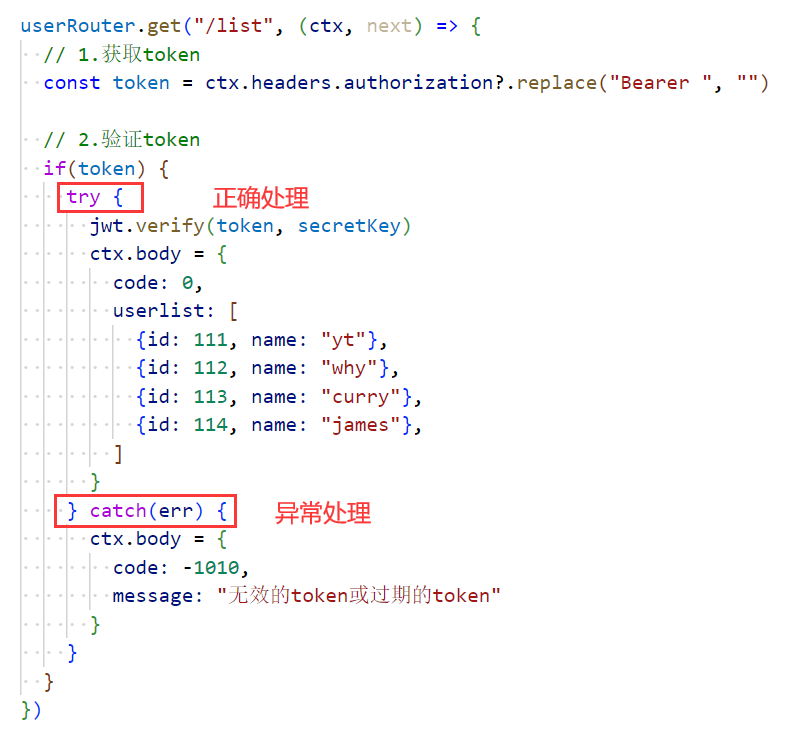 userRouter.get("/list", (ctx, next) => {
// 1.获取token
const token = ctx.headers.authorization?.replace("Bearer ", "")
// 2.验证token
if(token) {
try { 正确处理
jwt.verify(token, secretKey)
ctx.body = {
code: 0,
userlist: [
{id: 111, name: "yt"},
{id: 112, name: "why"},
{id: 113, name: "curry"},
{id: 114, name: "james"},
]
}
} catch(err) { 异常处理
ctx.body = {
code: -1010,
message: "无效的token或过期的token"
}
}
}
})